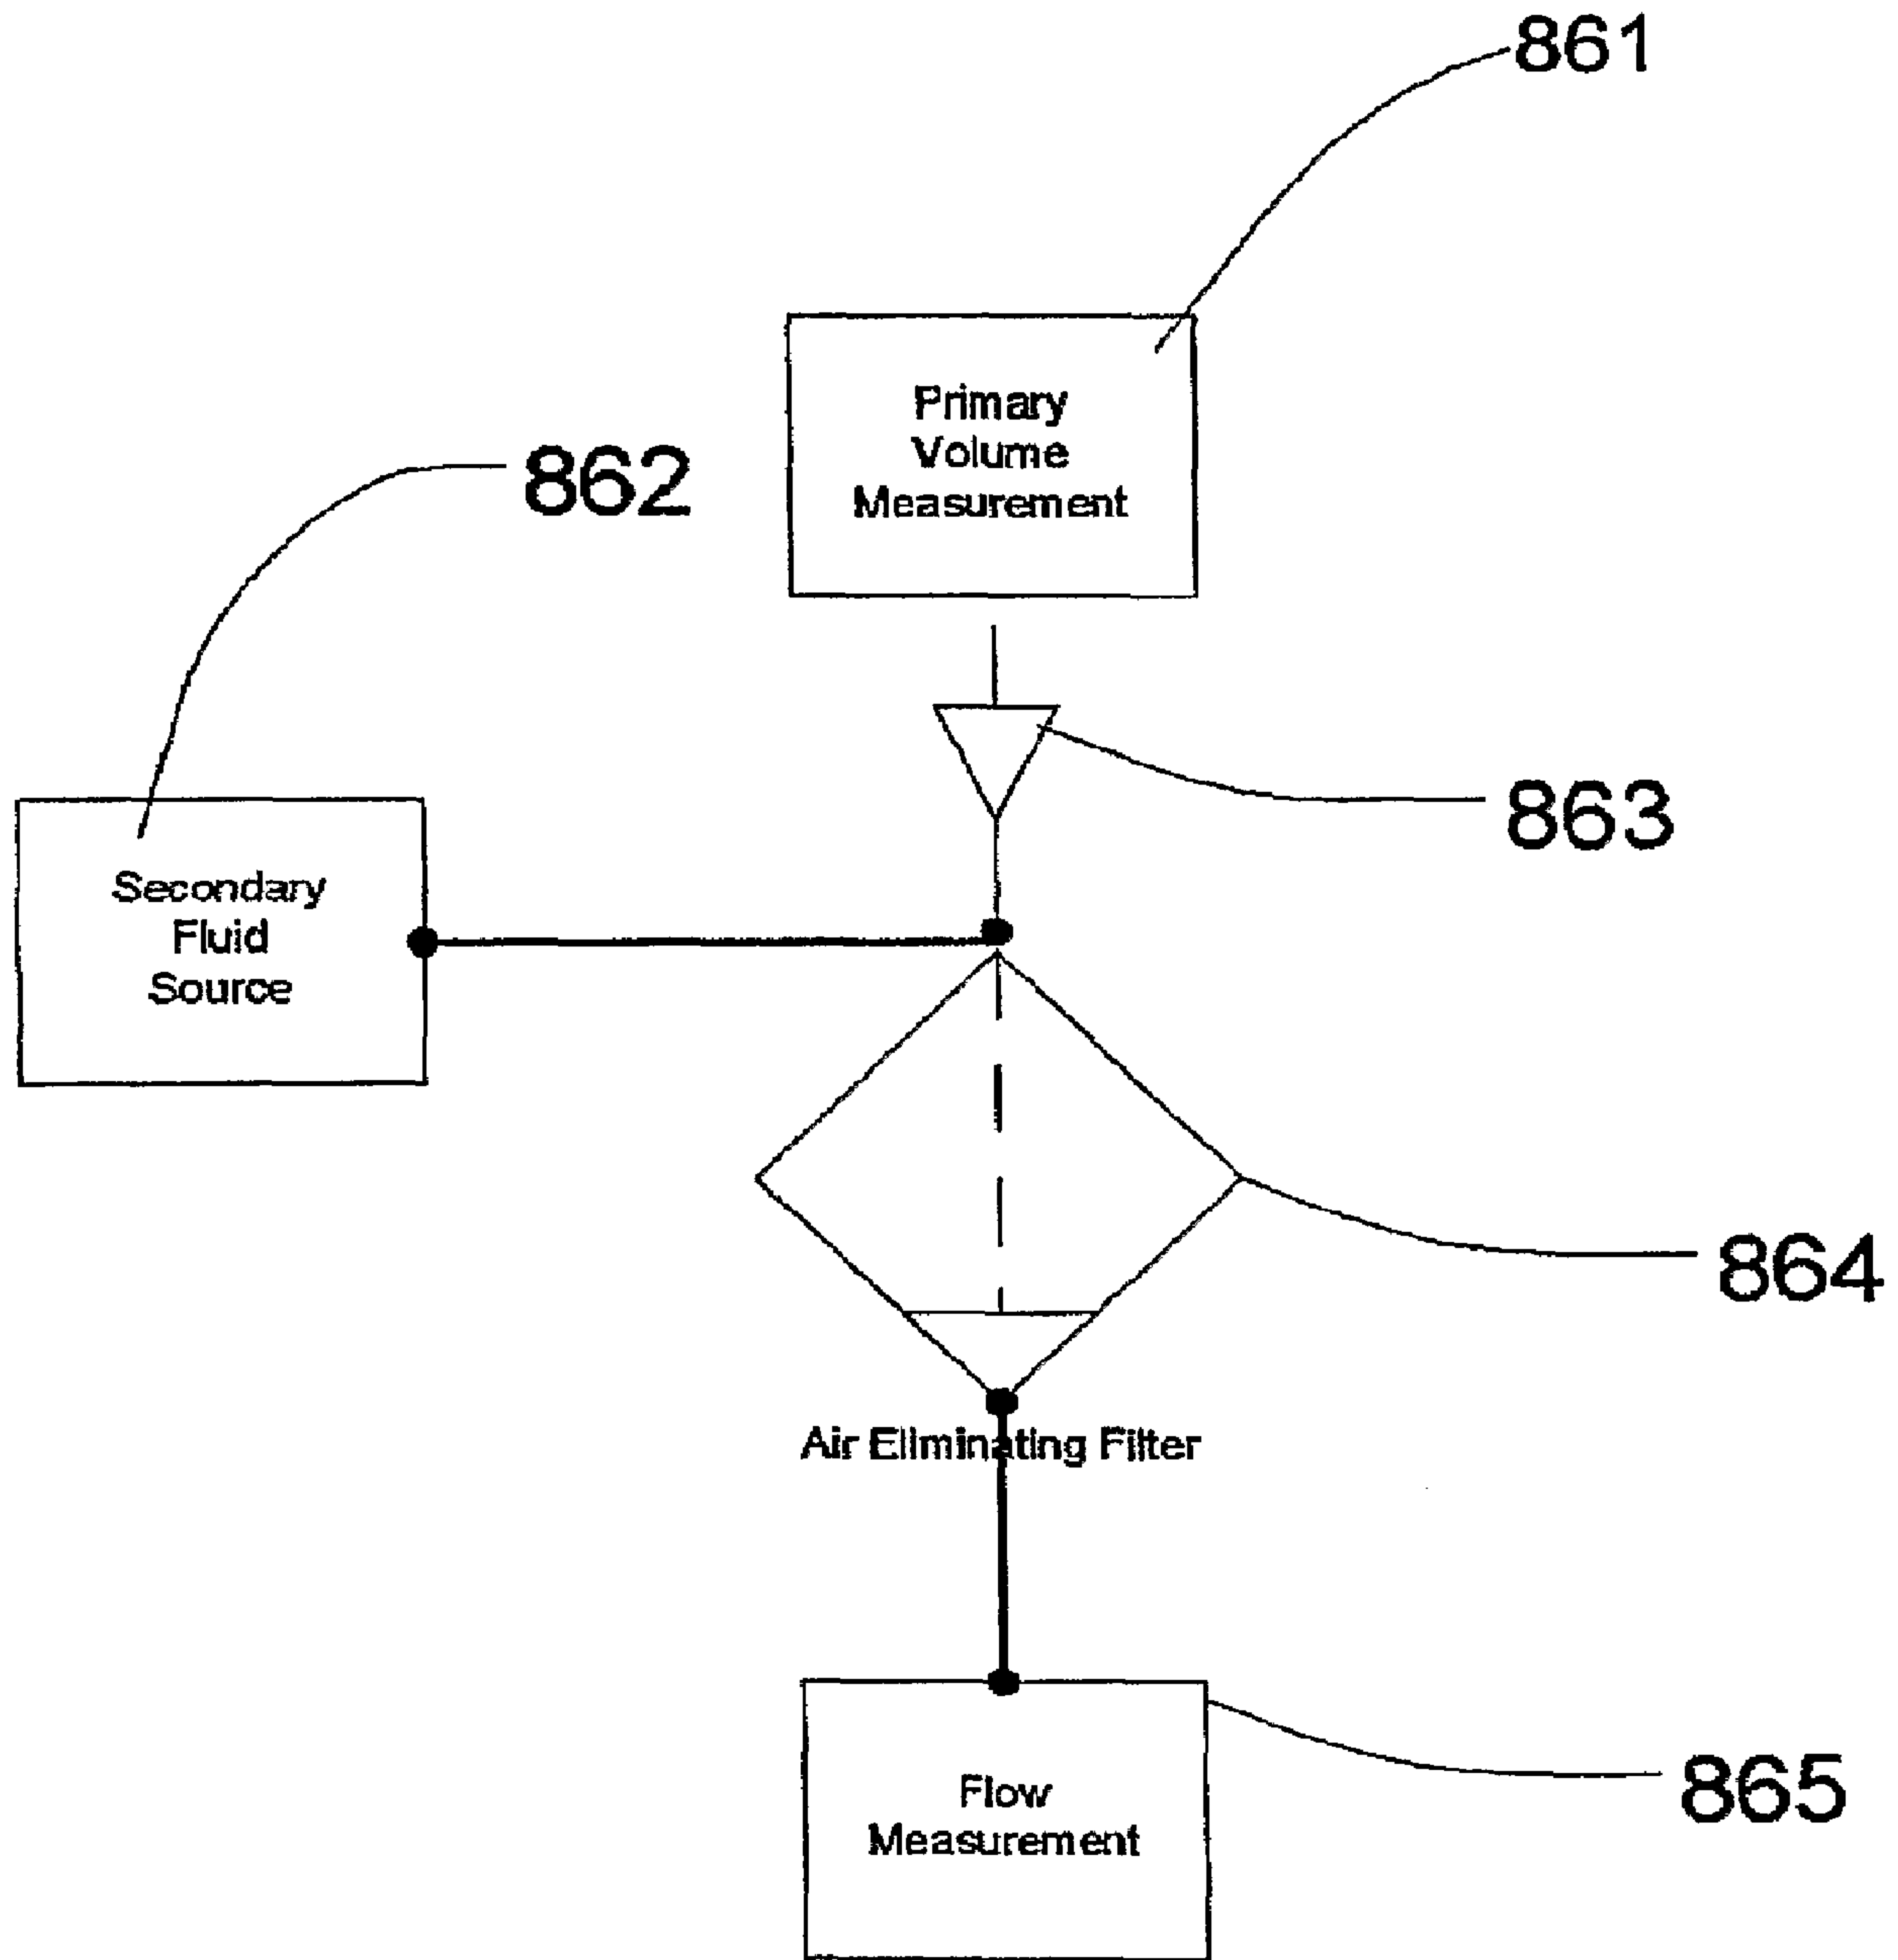 861
Primary
Volume
Measurement
862
863
Secondary
Fluid
Source
864
Air Eliminating Filter
Flow
Measurement
865